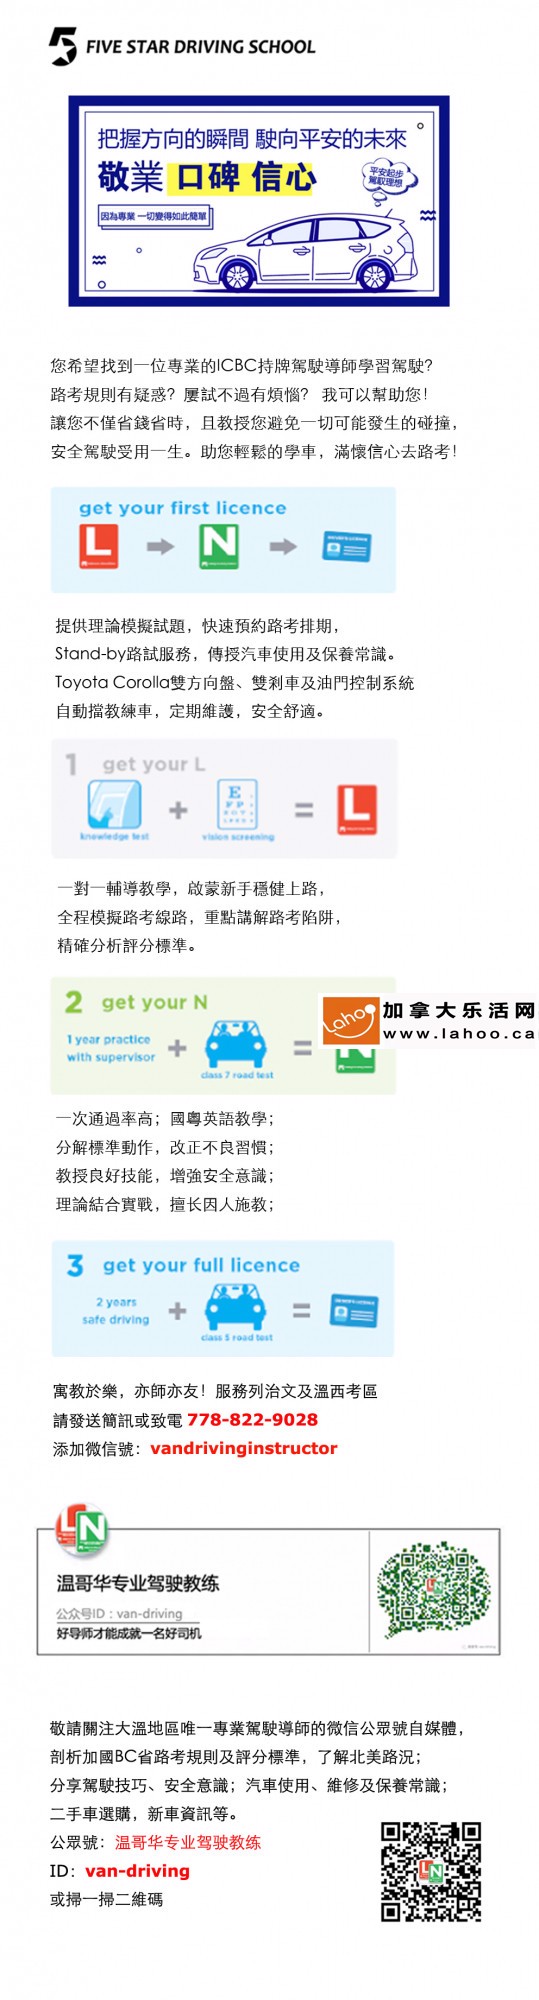 FIVE STAR DRIVING SCHOOL
把握方向的瞬間 駛向平安的未來
敬業 口碑 信心
平安起步
駕馭理想
因為專業 一切變得如此簡單
您希望找到一位專業的ICBC持牌駕駛導師學習駕駛？
路考規則有疑惑？屢試不過有煩惱？ 我可以幫助您！
讓您不僅省錢省時，且教授您避免一切可能發生的碰撞，
安全駕駛受用一生。助您輕鬆的學車，滿懷信心去路考！
get your first licence
L
N
提供理論模擬試題，快速預約路考排期，
Stand-by路試服務，傳授汽車使用及保養常識。
Toyota Corolla雙方向盤、雙剎車及油門控制系統
自動擋教練車，定期維護，安全舒適。
1 get your L
E
F P
+ = L
knowledge test
vision screening
一對一輔導教學，啟蒙新手穩健上路，
全程模擬路考線路，重點講解路考陷阱，
精確分析評分標準。
2 get your N
1 year practice
with supervisor
+ = N
class 7 road test
Lahoo
加拿大乐活网
www.lahoo.ca
一次通過率高；國粵英語教學；
分解標準動作，改正不良習慣；
教授良好技能，增強安全意識；
理論結合實戰，擅长因人施教；
3 get your full licence
2 years
safe driving
+ =
class 5 road test
寓教於樂，亦師亦友！服務列治文及溫西考區
請發送簡訊或致電 778-822-9028
添加微信號：vandrivinginstructor
L N
温哥华专业驾驶教练
公众号ID：van-driving
好导师才能成就一名好司机
敬請關注大溫地區唯一專業駕駛導師的微信公眾號自媒體，
剖析加國BC省路考規則及評分標準，了解北美路況；
分享駕駛技巧、安全意識；汽車使用、維修及保養常識；
二手車選購，新車資訊等。
公眾號：温哥华专业驾驶教练
ID：van-driving
或掃一掃二維碼
L N